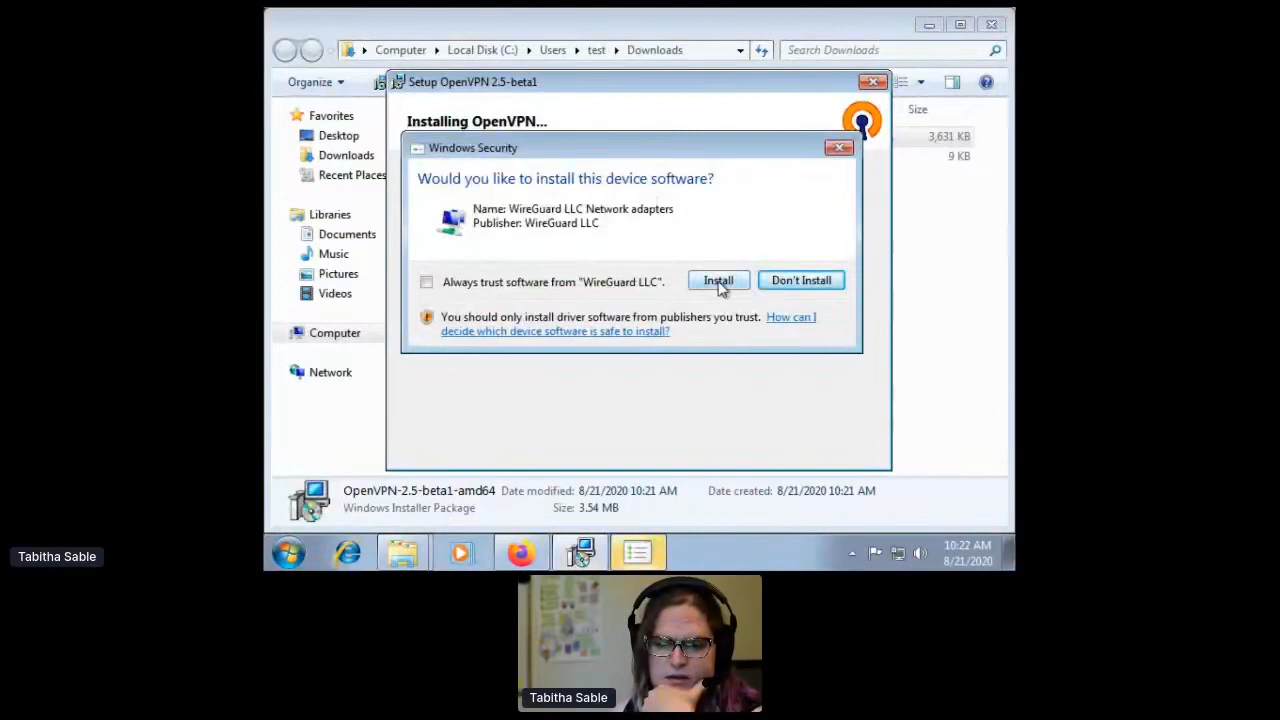 Computer Local Disk (C:) Users test Downloads
Search Downloads
Organize
Setup OpenVPN 2.5-beta1
Size
Favorites
Desktop
Downloads
Recent Places
Libraries
Documents
Music
Pictures
Videos
Computer
Network
Installing OpenVPN...
3,631 KB
9 KB
Windows Security
Would you like to install this device software?
Name: WireGuard LLC Network adapters
Publisher: WireGuard LLC
Always trust software from "WireGuard LLC".
Install
Don't Install
You should only install driver software from publishers you trust. How can I
decide which device software is safe to install?
OpenVPN-2.5-beta1-amd64 Date modified: 8/21/2020 10:21 AM Date created: 8/21/2020 10:21 AM
Windows Installer Package Size: 3.54 MB
10:22 AM
8/21/2020
Tabitha Sable
Tabitha Sable